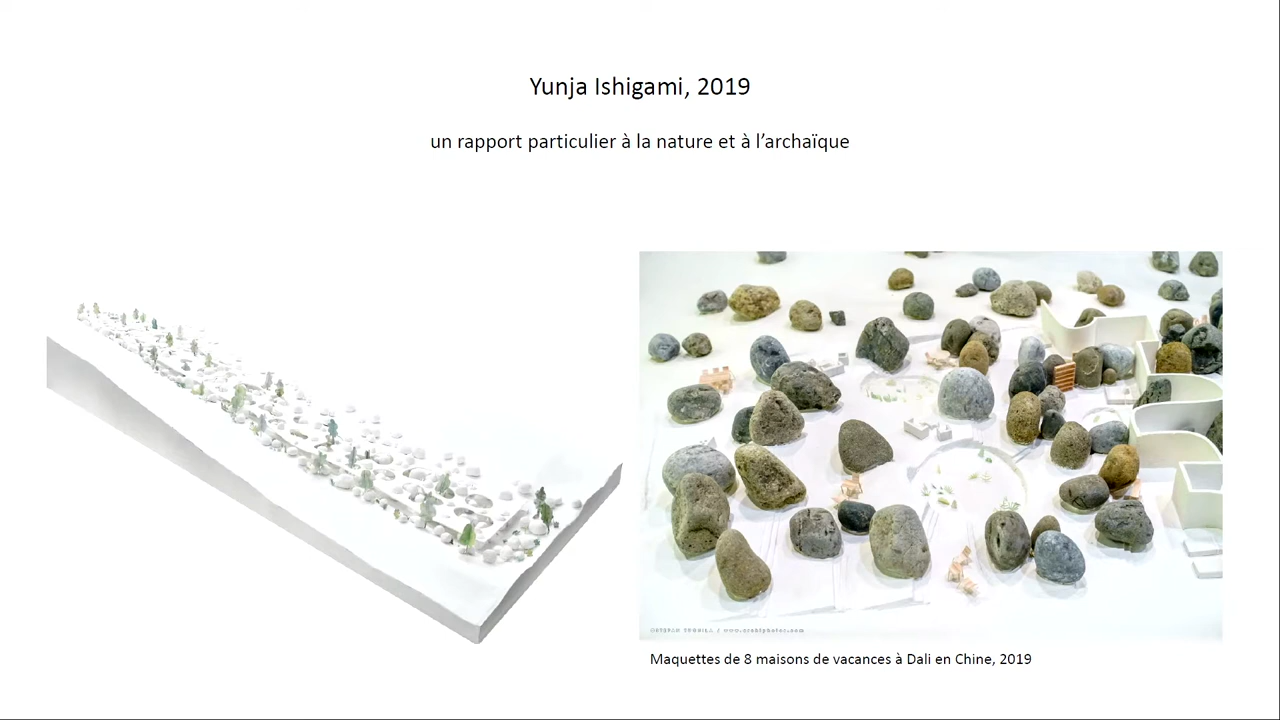 Yunja Ishigami, 2019
un rapport particulier à la nature et à l’archaïque
Maquettes de 8 maisons de vacances à Dali en Chine, 2019